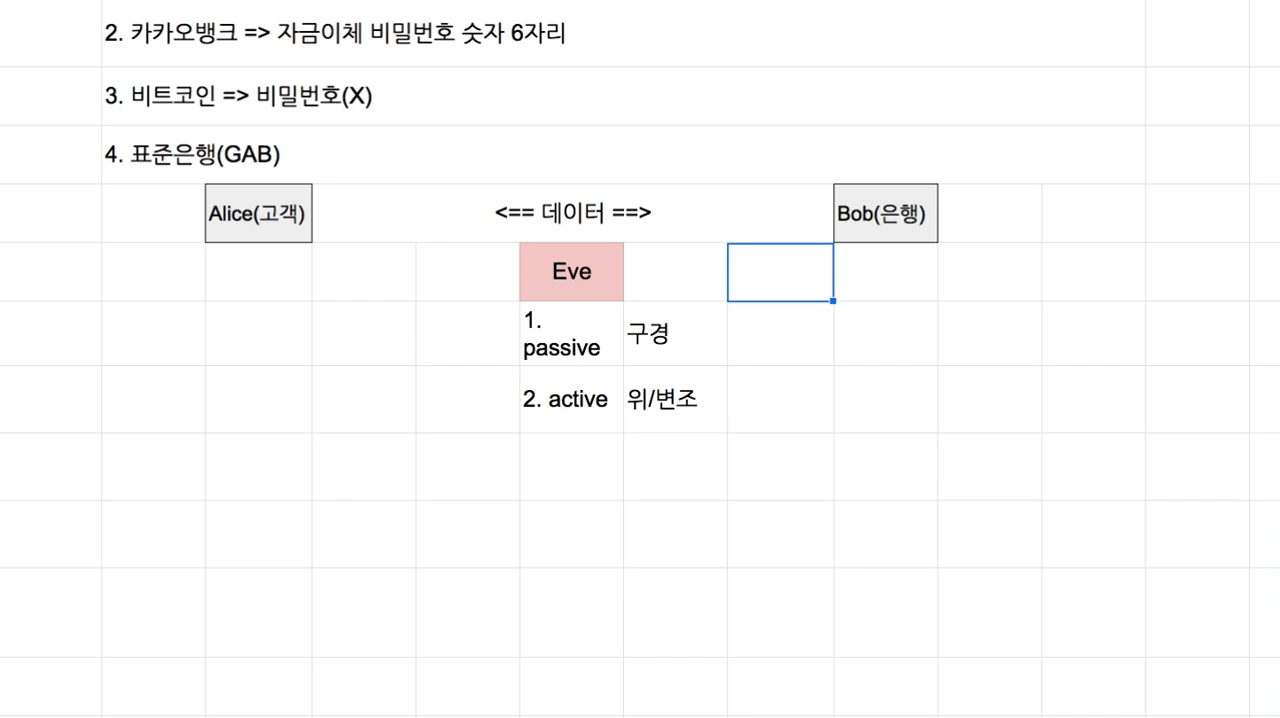 2. 카카오뱅크 => 자금이체 비밀번호 숫자 6자리
3. 비트코인 => 비밀번호(X)
4. 표준은행(GAB)
Alice(고객) <== 데이터 ==> Bob(은행)
Eve
1.
passive 구경
2. active 위/변조